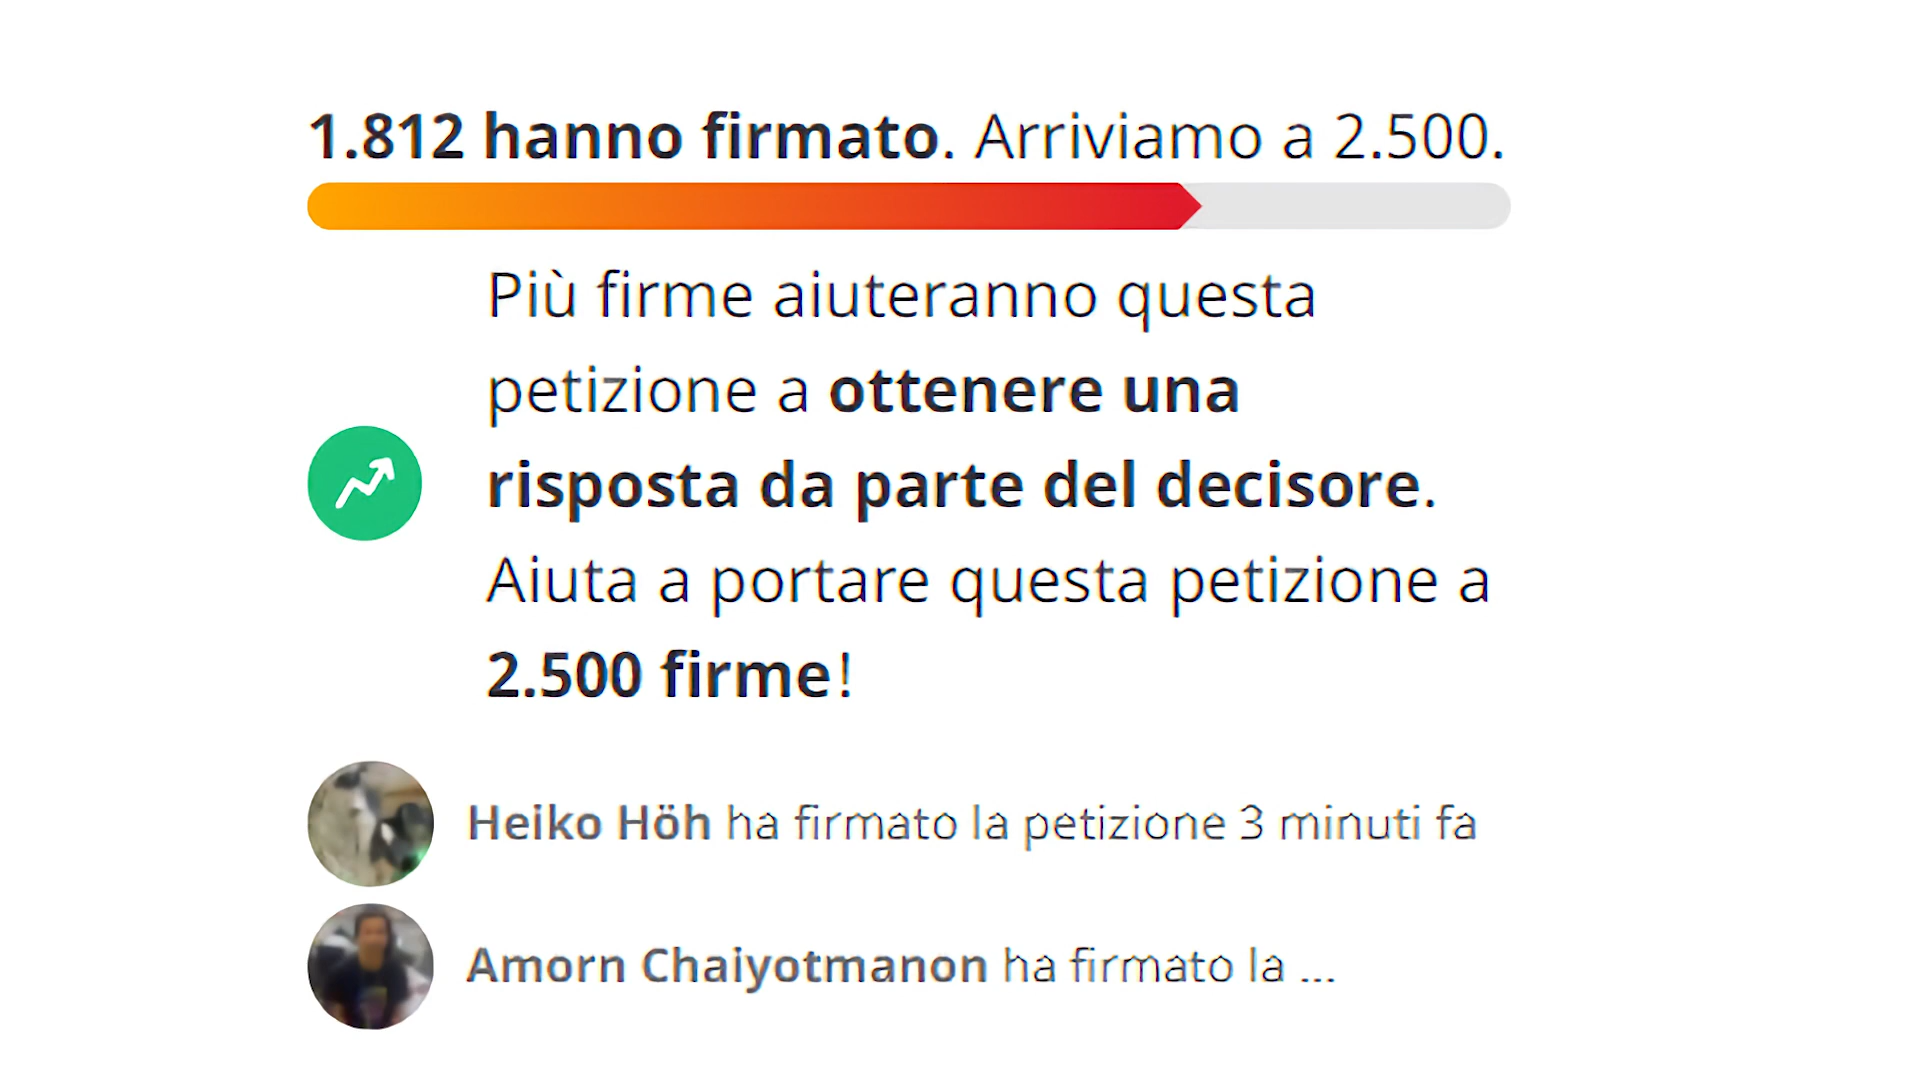 1.812 hanno firmato. Arriviamo a 2.500.
Più firme aiuteranno questa
petizione a ottenere una
risposta da parte del decisore.
Aiuta a portare questa petizione a
2.500 firme!
Heiko Höh ha firmato la petizione 3 minuti fa
Amorn Chaiyotmanon ha firmato la ...